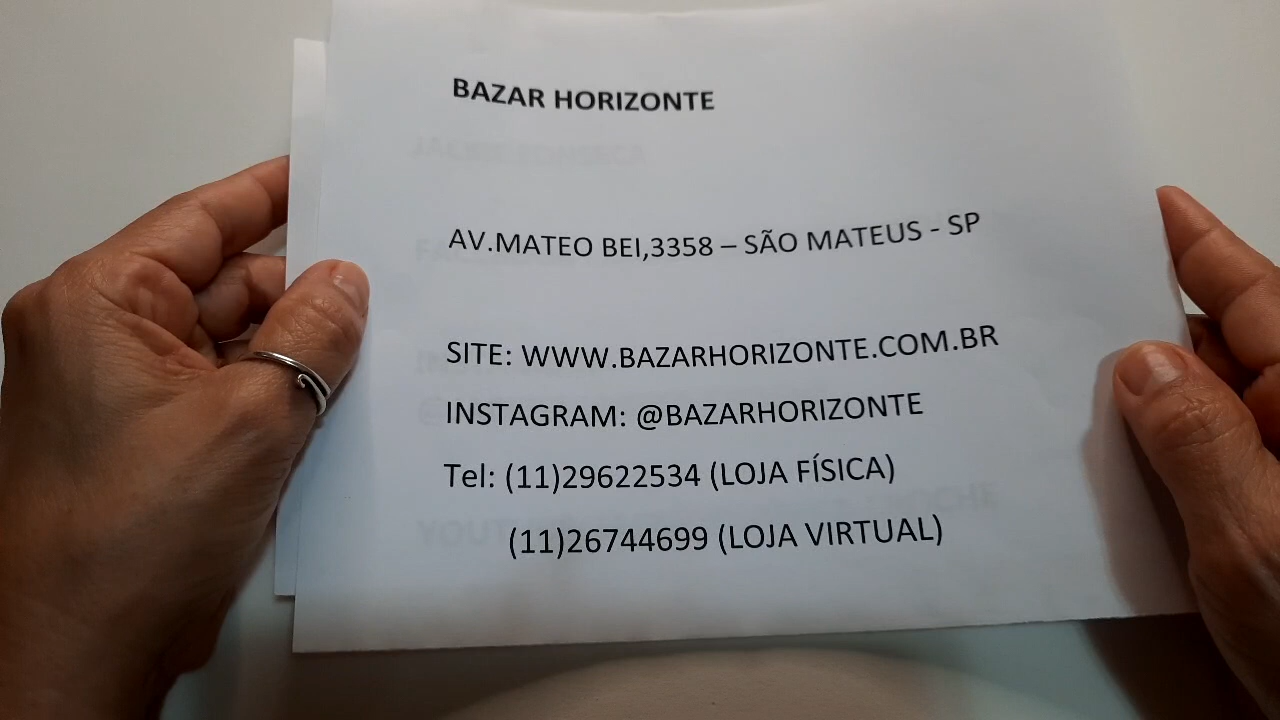 BAZAR HORIZONTE
AV.MATEO BEI,3358 – SÃO MATEUS - SP
SITE: WWW.BAZARHORIZONTE.COM.BR
INSTAGRAM: @BAZARHORIZONTE
Tel: (11)29622534 (LOJA FÍSICA)
(11)26744699 (LOJA VIRTUAL)